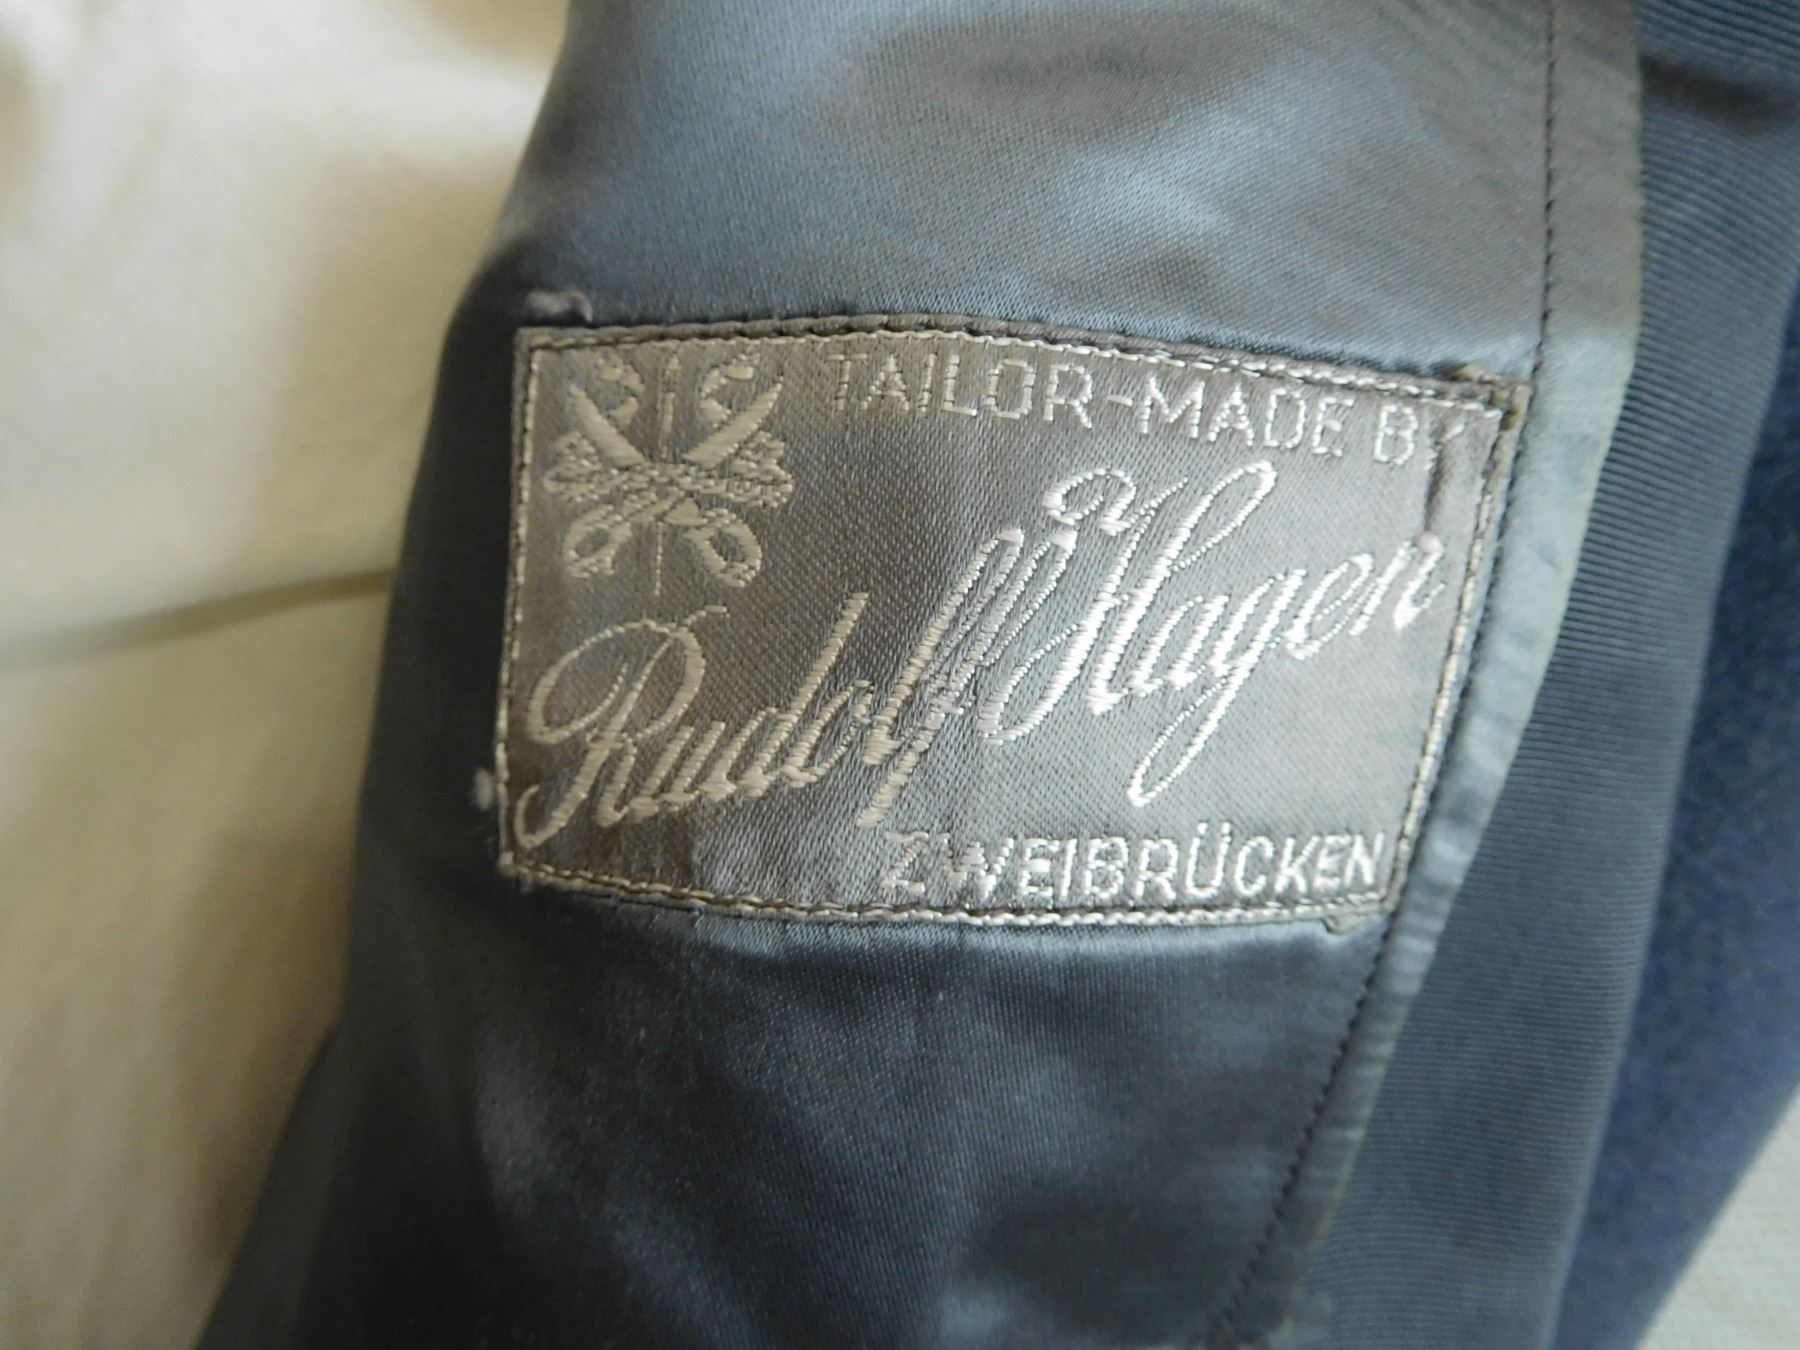 TAILOR-MADE BY
Rudolf Hagen
ZWEIBRÜCKEN